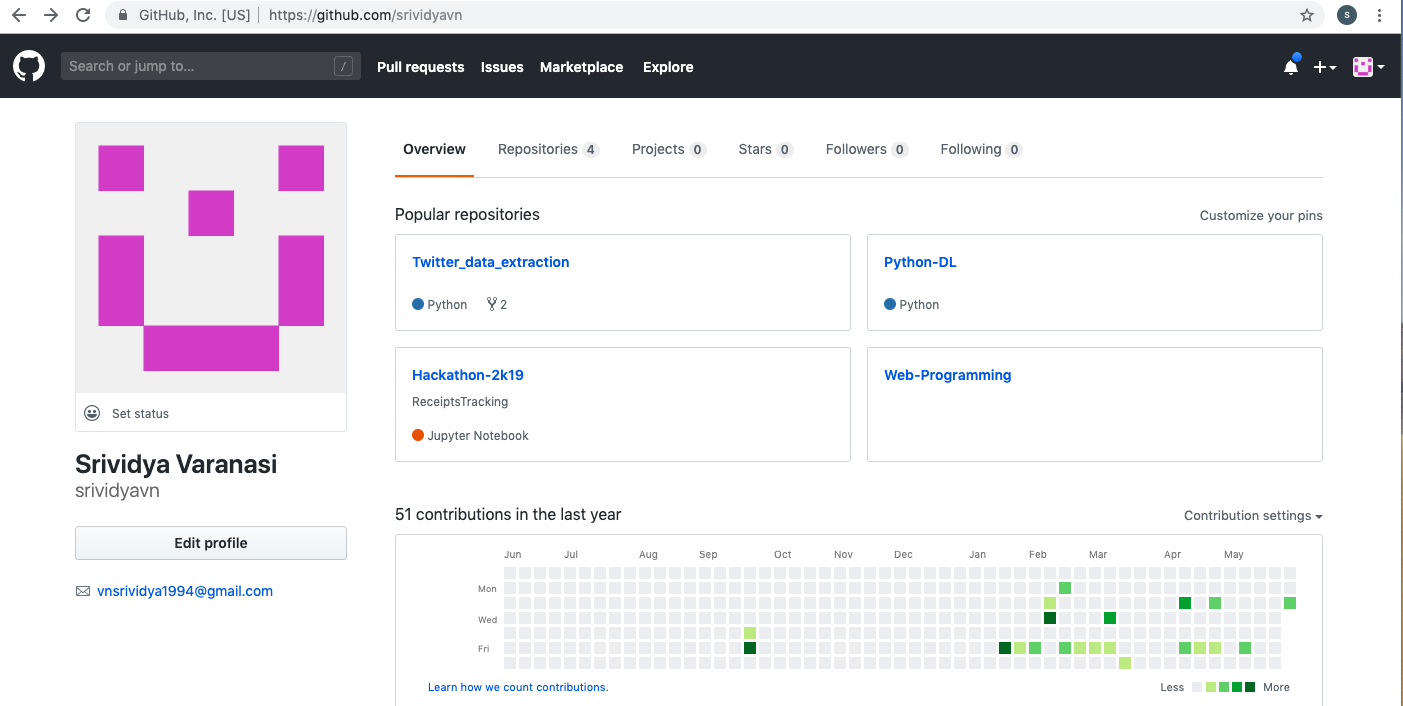 GitHub, Inc. [US] https://github.com/srividyavn s
Search or jump to... / Pull requests Issues Marketplace Explore
Overview Repositories 4 Projects 0 Stars 0 Followers 0 Following 0
Popular repositories Customize your pins
Twitter_data_extraction
Python 2
Python-DL
Python
Hackathon-2k19
ReceiptsTracking
Jupyter Notebook
Web-Programming
Set status
Srividya Varanasi
srividyavn
Edit profile
vnsrividya1994@gmail.com
51 contributions in the last year Contribution settings
Jun Jul Aug Sep Oct Nov Dec Jan Feb Mar Apr May
Mon
Wed
Fri
Learn how we count contributions. Less More